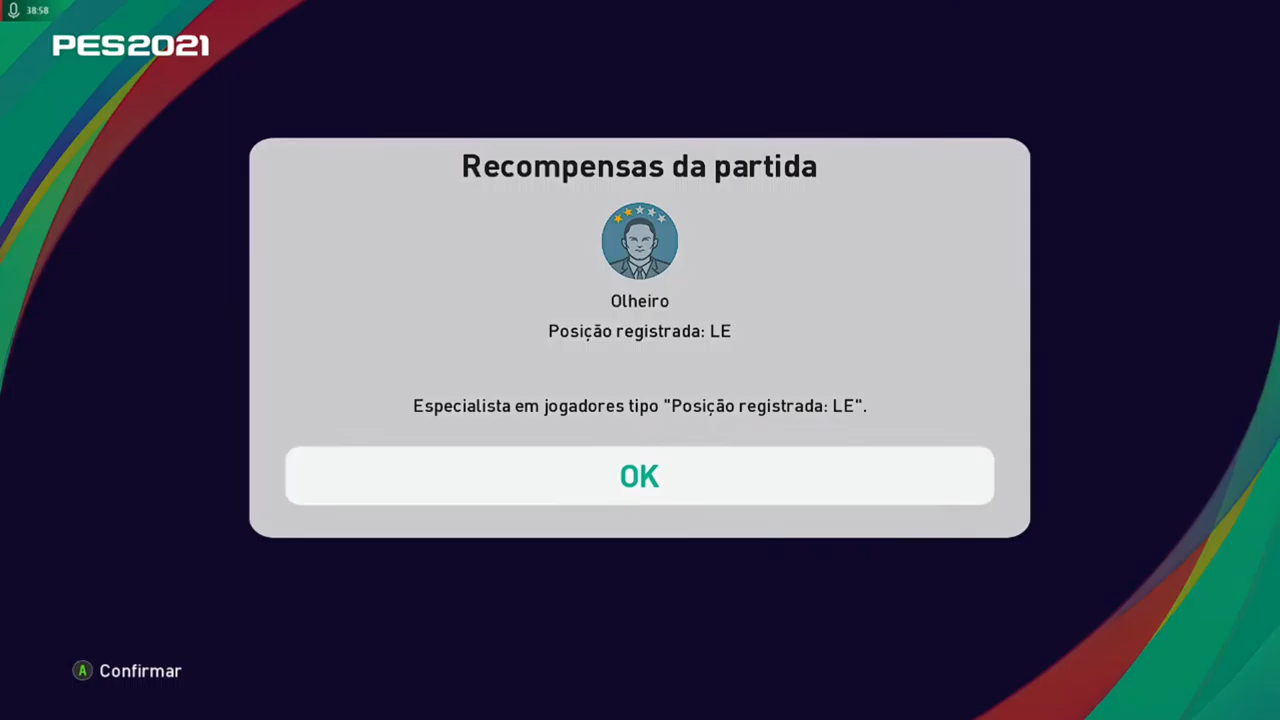 38:58
PES2021
Recompensas da partida
Olheiro
Posição registrada: LE
Especialista em jogadores tipo "Posição registrada: LE".
OK
A Confirmar